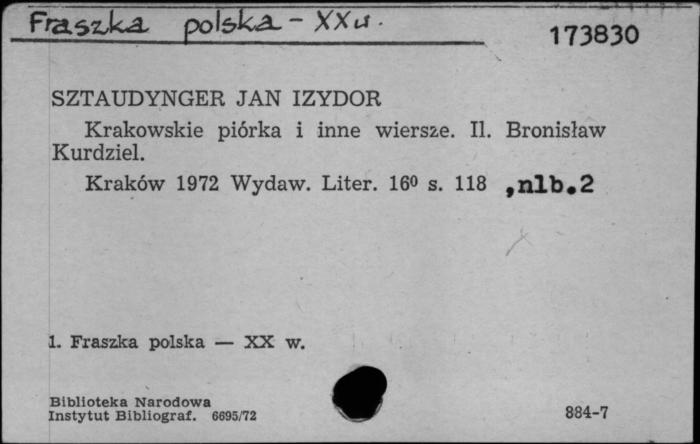 Fraszka polska - XX w.
173830
SZTAUDYNGER JAN IZYDOR
Krakowskie piórka i inne wiersze. Il. Bronisław
Kurdziel.
Kraków 1972 Wydaw. Liter. 16⁰ s. 118 ,nlb.2
1. Fraszka polska — XX w.
Biblioteka Narodowa
Instytut Bibliograf. 6695/72
884-7